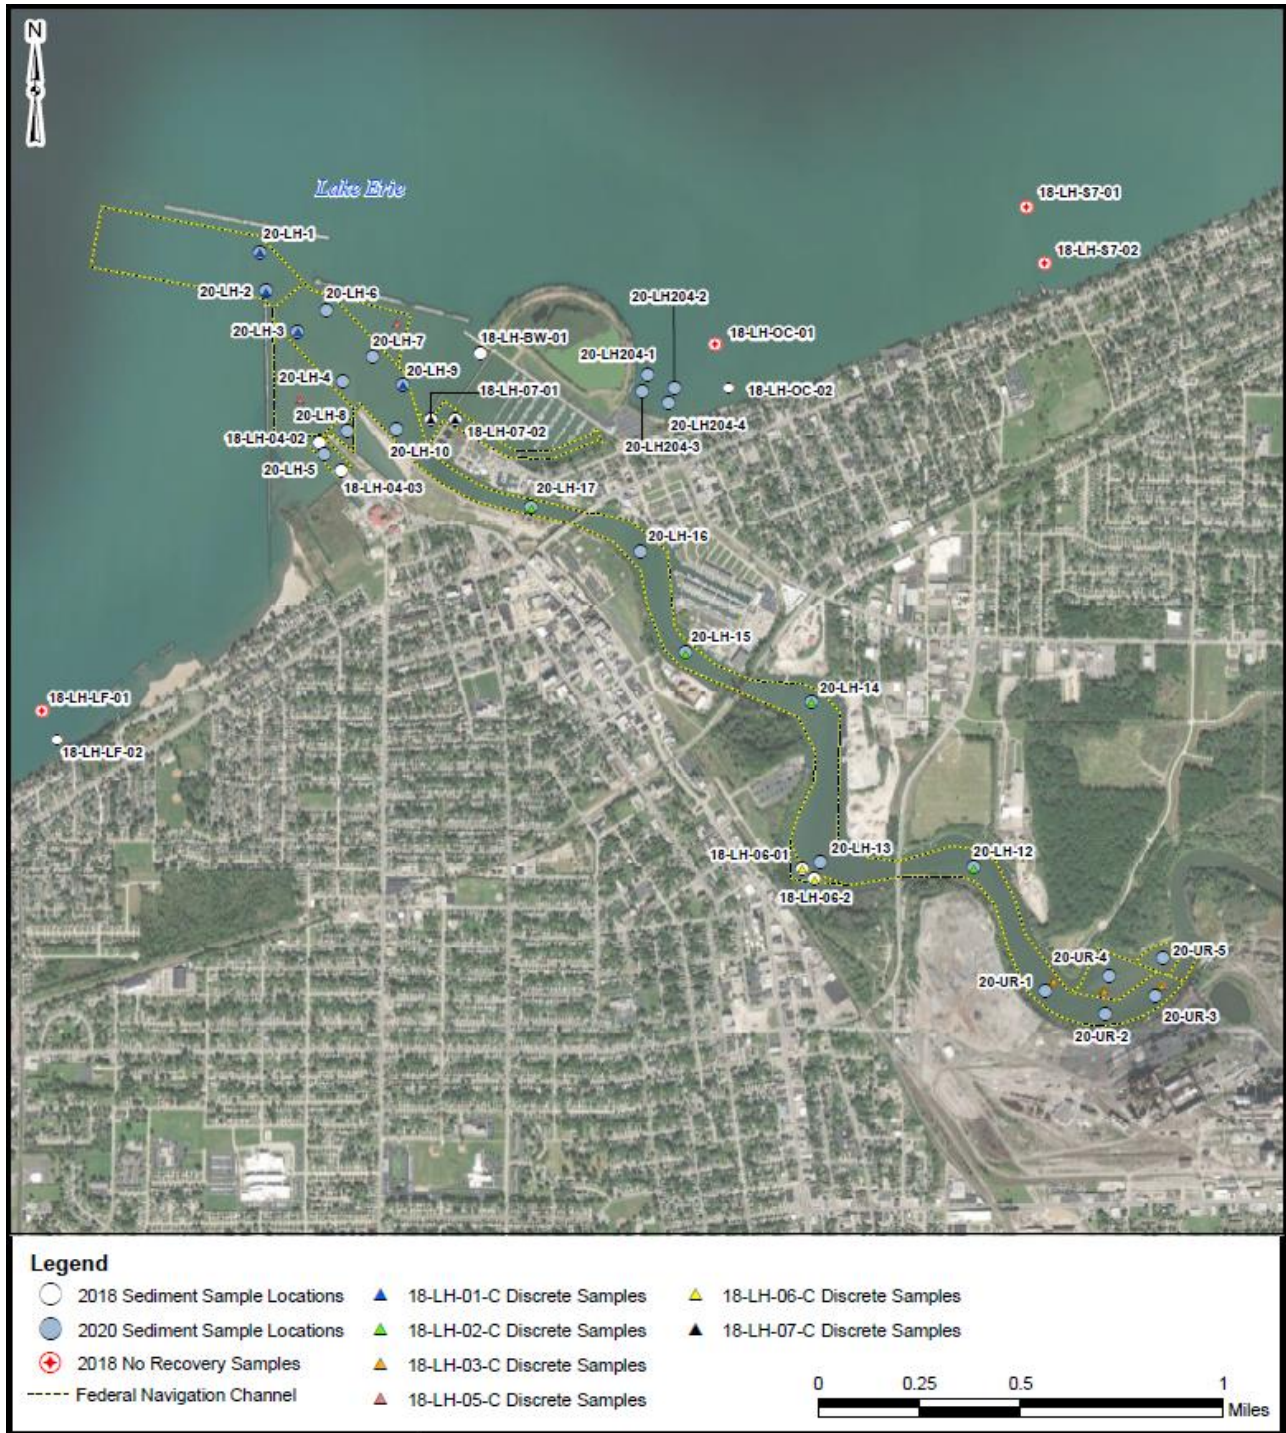 N
Lake Erie
18-LH-S7-01
20-LH-1
18-LH-S7-02
20-LH-2
20-LH-6
20-LH204-2
20-LH-3
20-LH-7
18-LH-BW-01
18-LH-OC-01
20-LH204-1
20-LH-4
20-LH-9
18-LH-07-01
18-LH-OC-02
20-LH-8
18-LH-07-02
20-LH204-4
18-LH-04-02
20-LH-10
20-LH204-3
20-LH-5
18-LH-04-03
20-LH-17
20-LH-16
20-LH-15
20-LH-14
18-LH-LF-01
18-LH-LF-02
18-LH-06-01
20-LH-13
20-LH-12
18-LH-06-2
20-UR-4
20-UR-5
20-UR-1
20-UR-3
20-UR-2
Legend
2018 Sediment Sample Locations
2020 Sediment Sample Locations
2018 No Recovery Samples
Federal Navigation Channel
18-LH-01-C Discrete Samples
18-LH-02-C Discrete Samples
18-LH-03-C Discrete Samples
18-LH-05-C Discrete Samples
18-LH-06-C Discrete Samples
18-LH-07-C Discrete Samples
0 0.25 0.5 1
Miles